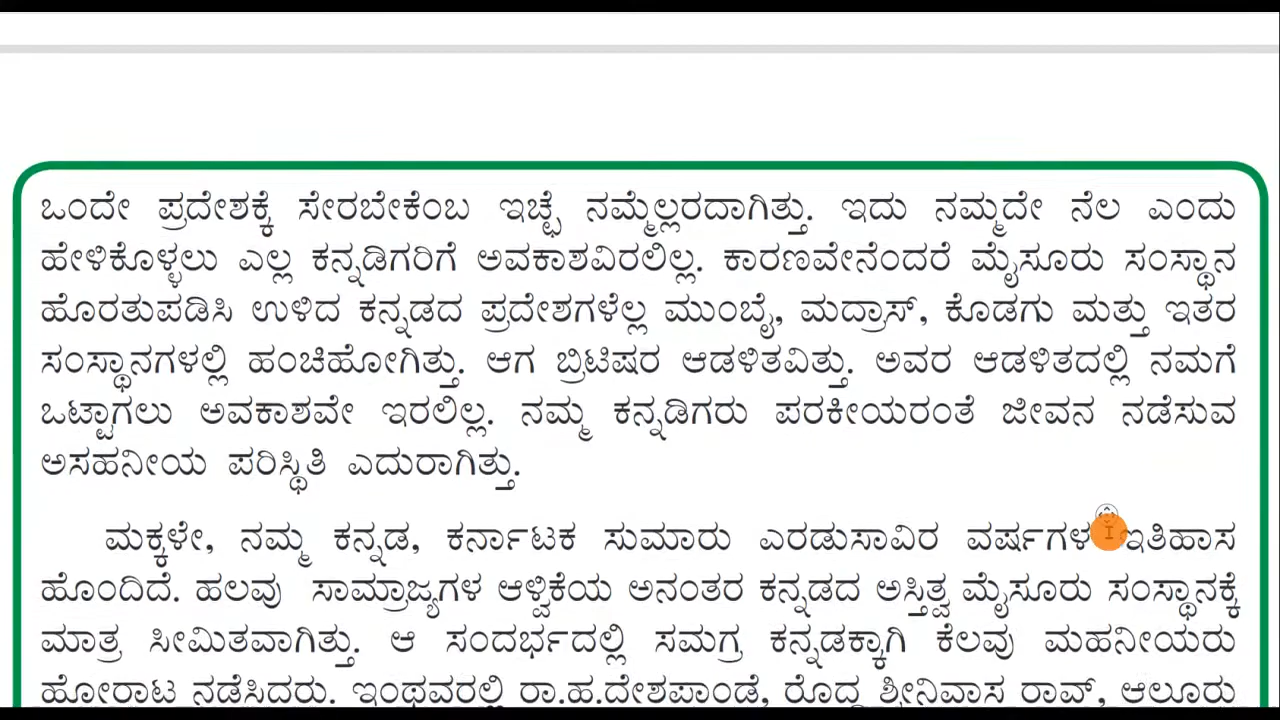 ಒಂದೇ ಪ್ರದೇಶಕ್ಕೆ ಸೇರಬೇಕೆಂಬ ಇಚ್ಛೆ ನಮ್ಮೆಲ್ಲರದಾಗಿತ್ತು. ಇದು ನಮ್ಮದೇ ನೆಲ ಎಂದು
ಹೇಳಿಕೊಳ್ಳಲು ಎಲ್ಲ ಕನ್ನಡಿಗರಿಗೆ ಅವಕಾಶವಿರಲಿಲ್ಲ. ಕಾರಣವೇನೆಂದರೆ ಮೈಸೂರು ಸಂಸ್ಥಾನ
ಹೊರತುಪಡಿಸಿ ಉಳಿದ ಕನ್ನಡದ ಪ್ರದೇಶಗಳೆಲ್ಲ ಮುಂಬೈ, ಮದ್ರಾಸ್, ಕೊಡಗು ಮತ್ತು ಇತರ
ಸಂಸ್ಥಾನಗಳಲ್ಲಿ ಹಂಚಿಹೋಗಿತ್ತು. ಆಗ ಬ್ರಿಟಿಷರ ಆಡಳಿತವಿತ್ತು. ಅವರ ಆಡಳಿತದಲ್ಲಿ ನಮಗೆ
ಒಟ್ಟಾಗಲು ಅವಕಾಶವೇ ಇರಲಿಲ್ಲ. ನಮ್ಮ ಕನ್ನಡಿಗರು ಪರಕೀಯರಂತೆ ಜೀವನ ನಡೆಸುವ
ಅಸಹನೀಯ ಪರಿಸ್ಥಿತಿ ಎದುರಾಗಿತ್ತು.
ಮಕ್ಕಳೇ, ನಮ್ಮ ಕನ್ನಡ, ಕರ್ನಾಟಕ ಸುಮಾರು ಎರಡುಸಾವಿರ ವರ್ಷಗಳ ಇತಿಹಾಸ
ಹೊಂದಿದೆ. ಹಲವು ಸಾಮ್ರಾಜ್ಯಗಳ ಆಳ್ವಿಕೆಯ ಅನಂತರ ಕನ್ನಡದ ಅಸ್ತಿತ್ವ ಮೈಸೂರು ಸಂಸ್ಥಾನಕ್ಕೆ
ಮಾತ್ರ ಸೀಮಿತವಾಗಿತ್ತು. ಆ ಸಂದರ್ಭದಲ್ಲಿ ಸಮಗ್ರ ಕನ್ನಡಕ್ಕಾಗಿ ಕೆಲವು ಮಹನೀಯರು
ಹೋರಾಟ ನಡೆಸಿದರು. ಇಂಥವರಲ್ಲಿ ರಾ.ಹ.ದೇಶಪಾಂಡೆ, ರೊದ್ದ ಶ್ರೀನಿವಾಸ ರಾವ್, ಆಲೂರು